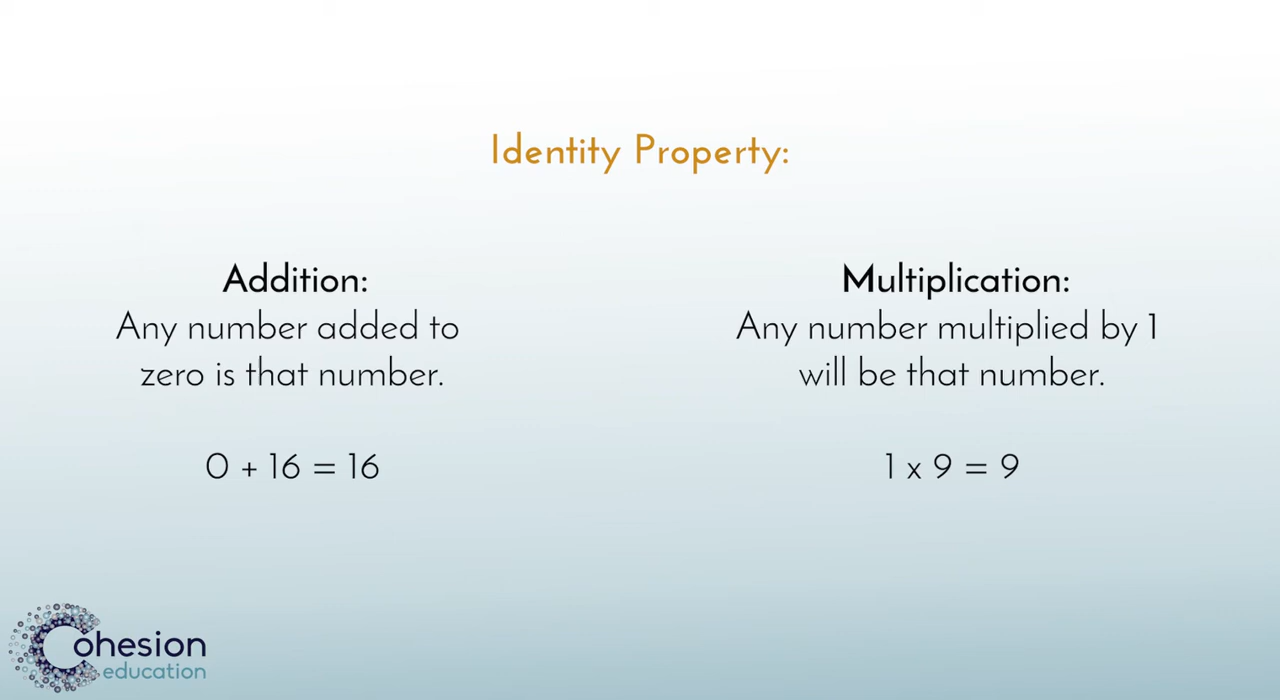 Identity Property:
Addition:
Any number added to
zero is that number.
0 + 16 = 16
Multiplication:
Any number multiplied by 1
will be that number.
1 x 9 = 9
Cohesion
education